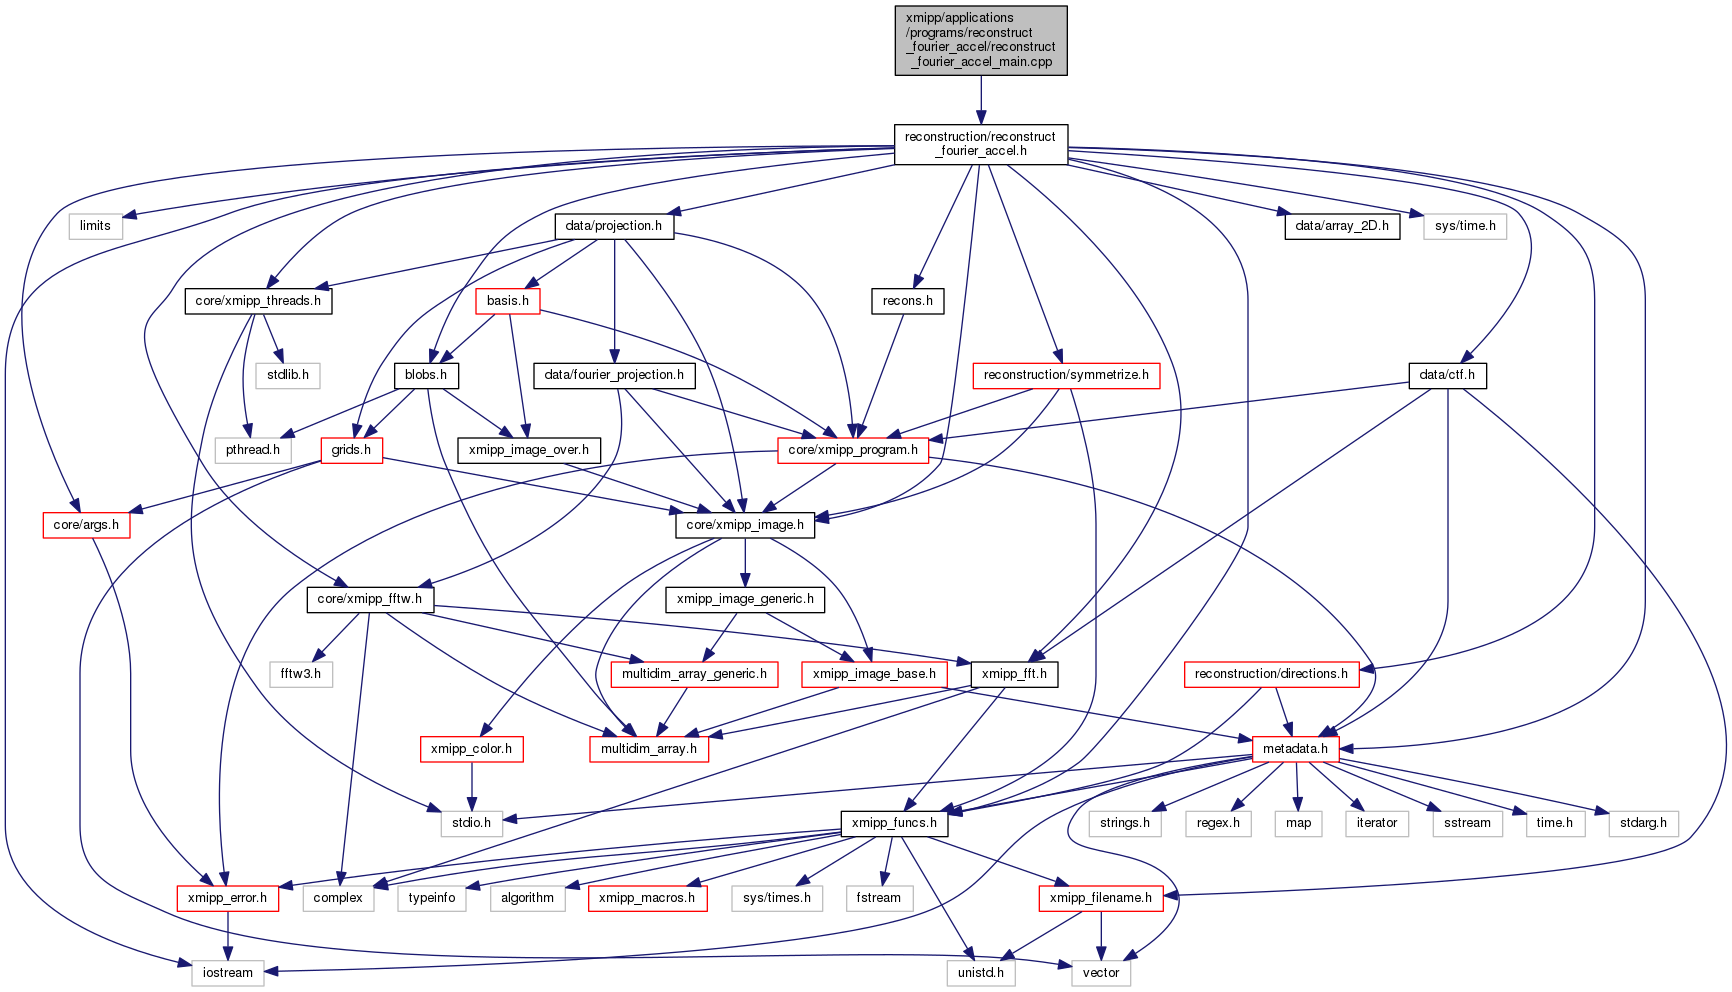 xmipp/applications
/programs/reconstruct
_fourier_accel/reconstruct
_fourier_accel_main.cpp
reconstruction/reconstruct
_fourier_accel.h
limits
data/projection.h
data/array_2D.h
sys/time.h
core/xmipp_threads.h
basis.h
recons.h
stdlib.h
blobs.h
data/fourier_projection.h
reconstruction/symmetrize.h
data/ctf.h
pthread.h
grids.h
xmipp_image_over.h
core/xmipp_program.h
core/args.h
core/xmipp_image.h
core/xmipp_fftw.h
xmipp_image_generic.h
fftw3.h
multidim_array_generic.h
xmipp_image_base.h
xmipp_fft.h
reconstruction/directions.h
xmipp_color.h
multidim_array.h
metadata.h
stdio.h
xmipp_funcs.h
strings.h
regex.h
map
iterator
sstream
time.h
stdarg.h
xmipp_error.h
complex
typeinfo
algorithm
xmipp_macros.h
sys/times.h
fstream
xmipp_filename.h
iostream
unistd.h
vector